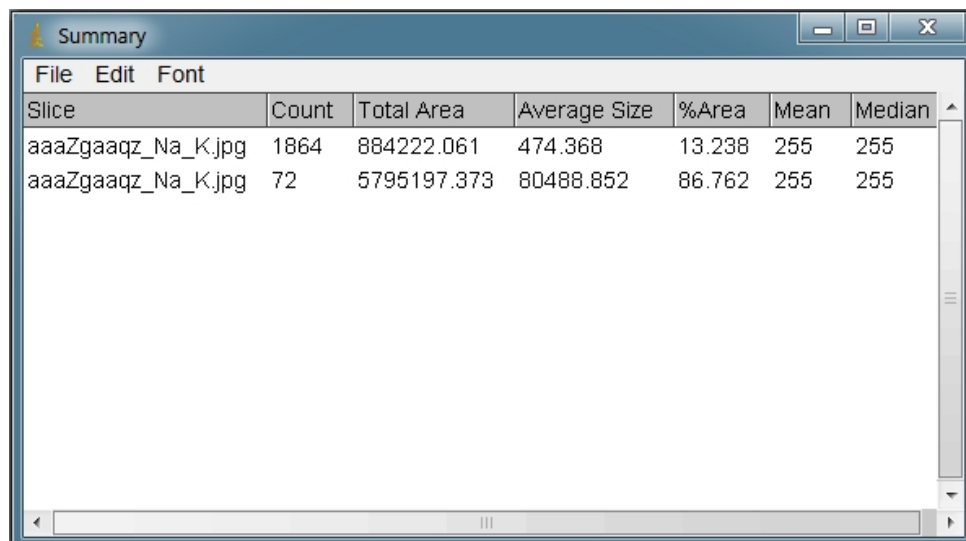 Summary
File Edit Font
Slice Count Total Area Average Size %Area Mean Median
aaaZgaaqz_Na_K.jpg 1864 884222.061 474.368 13.238 255 255
aaaZgaaqz_Na_K.jpg 72 5795197.373 80488.852 86.762 255 255